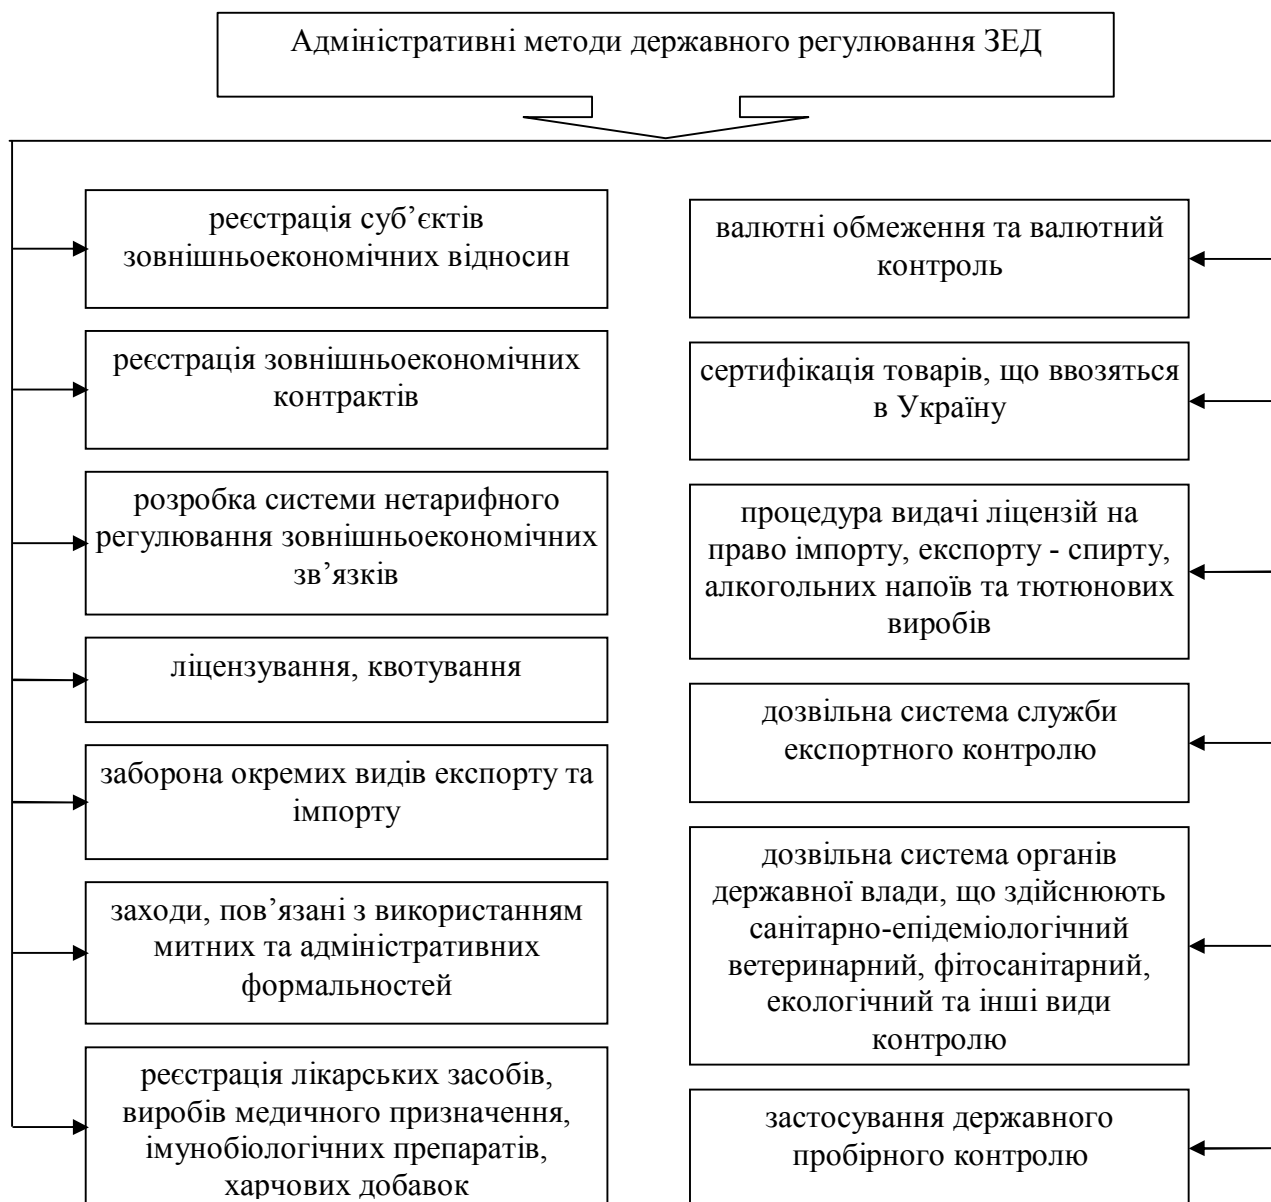 Адміністративні методи державного регулювання ЗЕД
реєстрація суб’єктів
зовнішньоекономічних відносин
реєстрація зовнішньоекономічних
контрактів
розробка системи нетарифного
регулювання зовнішньоекономічних
зв’язків
ліцензування, квотування
заборона окремих видів експорту та
імпорту
заходи, пов’язані з використанням
митних та адміністративних
формальностей
реєстрація лікарських засобів,
виробів медичного призначення,
імунобіологічних препаратів,
харчових добавок
валютні обмеження та валютний
контроль
сертифікація товарів, що ввозяться
в Україну
процедура видачі ліцензій на
право імпорту, експорту - спирту,
алкогольних напоїв та тютюнових
виробів
дозвільна система служби
експортного контролю
дозвільна система органів
державної влади, що здійснюють
санітарно-епідеміологічний
ветеринарний, фітосанітарний,
екологічний та інші види
контролю
застосування державного
пробірного контролю